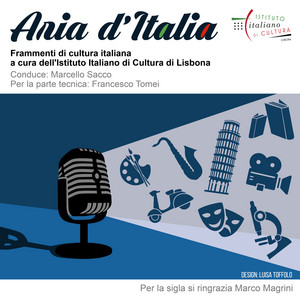 Aria d'Italia
ISTITUTO
italiano
DI CULTURA
LISBONA
Frammenti di cultura italiana
a cura dell'Istituto Italiano di Cultura di Lisbona
Conduce: Marcello Sacco
Per la parte tecnica: Francesco Tomei
DESIGN: LUISA TOFFOLO
Per la sigla si ringrazia Marco Magrini